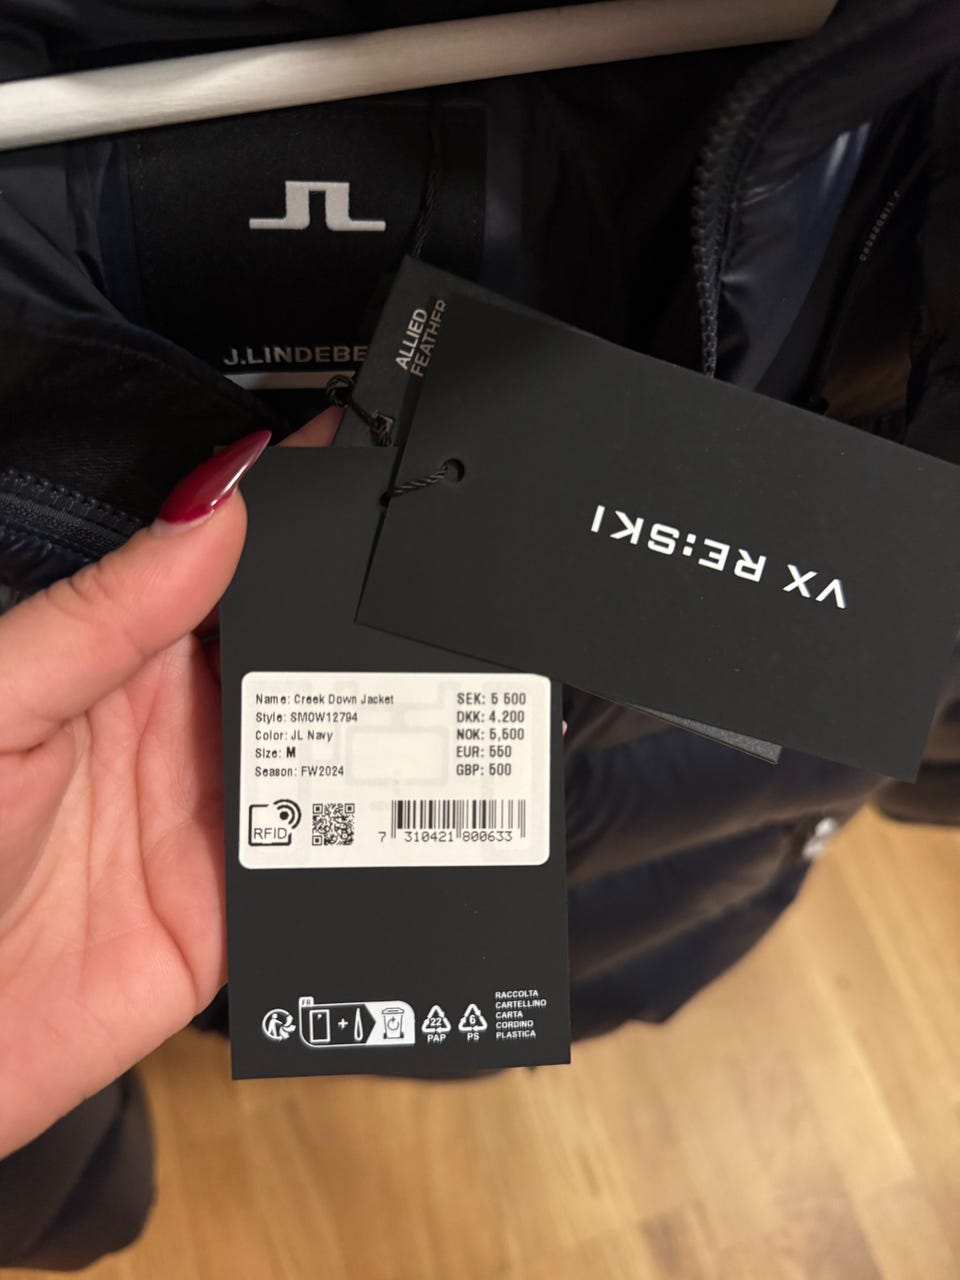 J.LINDEBE
J.LINDEBERG
ALLIED
FEATHER
VX RE:SKI
Name: Creek Down Jacket
Style: SMOW12794
Color: JL Navy
Size: M
Season: FW2024
SEK: 5 500
DKK: 4.200
NOK: 5,500
EUR: 550
GBP: 500
RFID
7 310421 800633
FR
22
PAP
6
PS
RACCOLTA
CARTELLINO
CARTA
CORDINO
PLASTICA